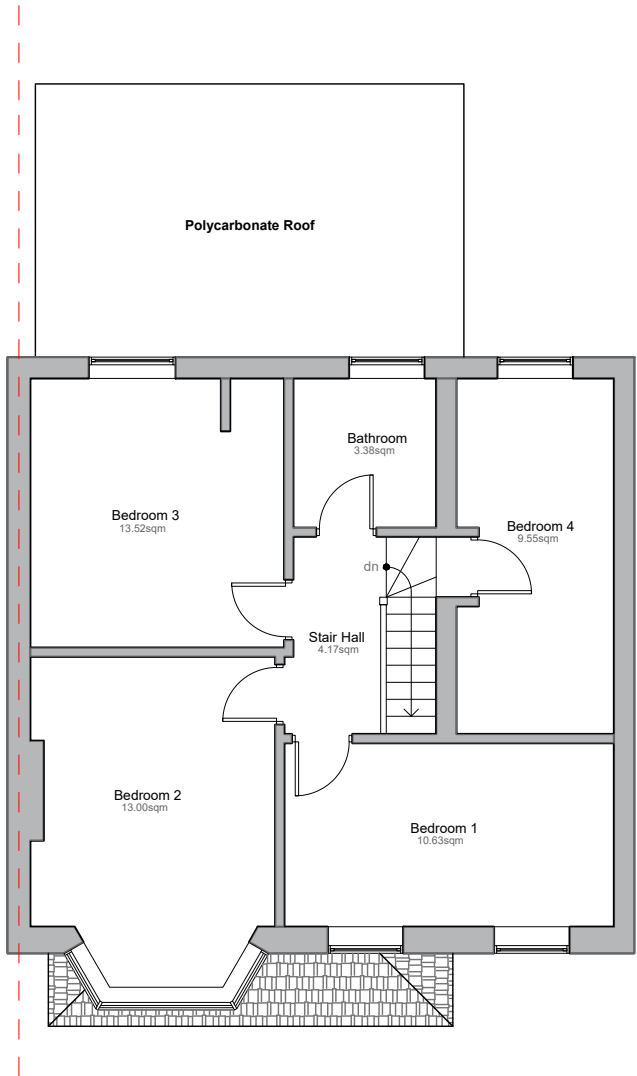 Polycarbonate Roof
Bathroom
3.38sqm
Bedroom 3
13.52sqm
Bedroom 4
9.55sqm
dn
Stair Hall
4.17sqm
Bedroom 2
13.00sqm
Bedroom 1
10.63sqm